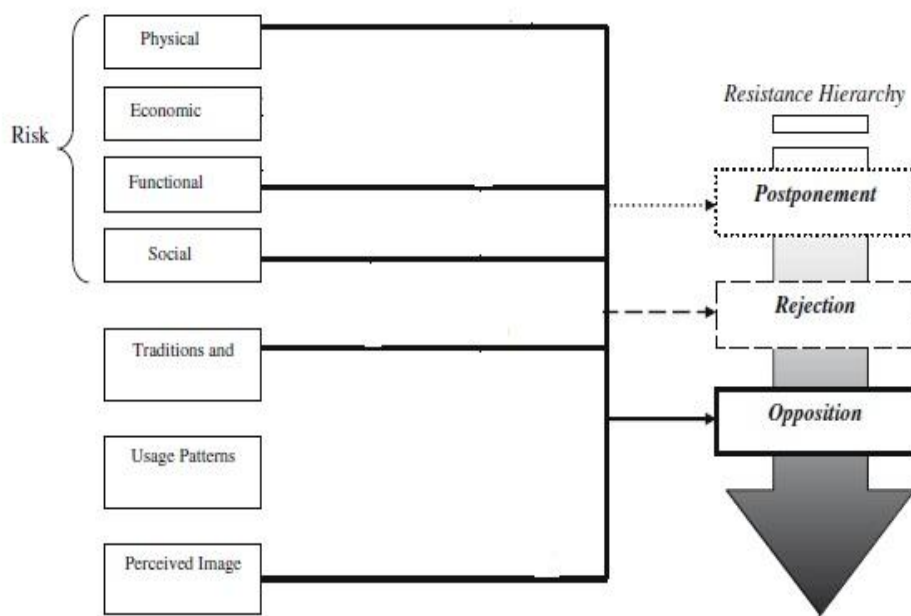 Risk
Physical
Economic
Functional
Social
Traditions and
Usage Patterns
Perceived Image
Resistance Hierarchy
Postponement
Rejection
Opposition